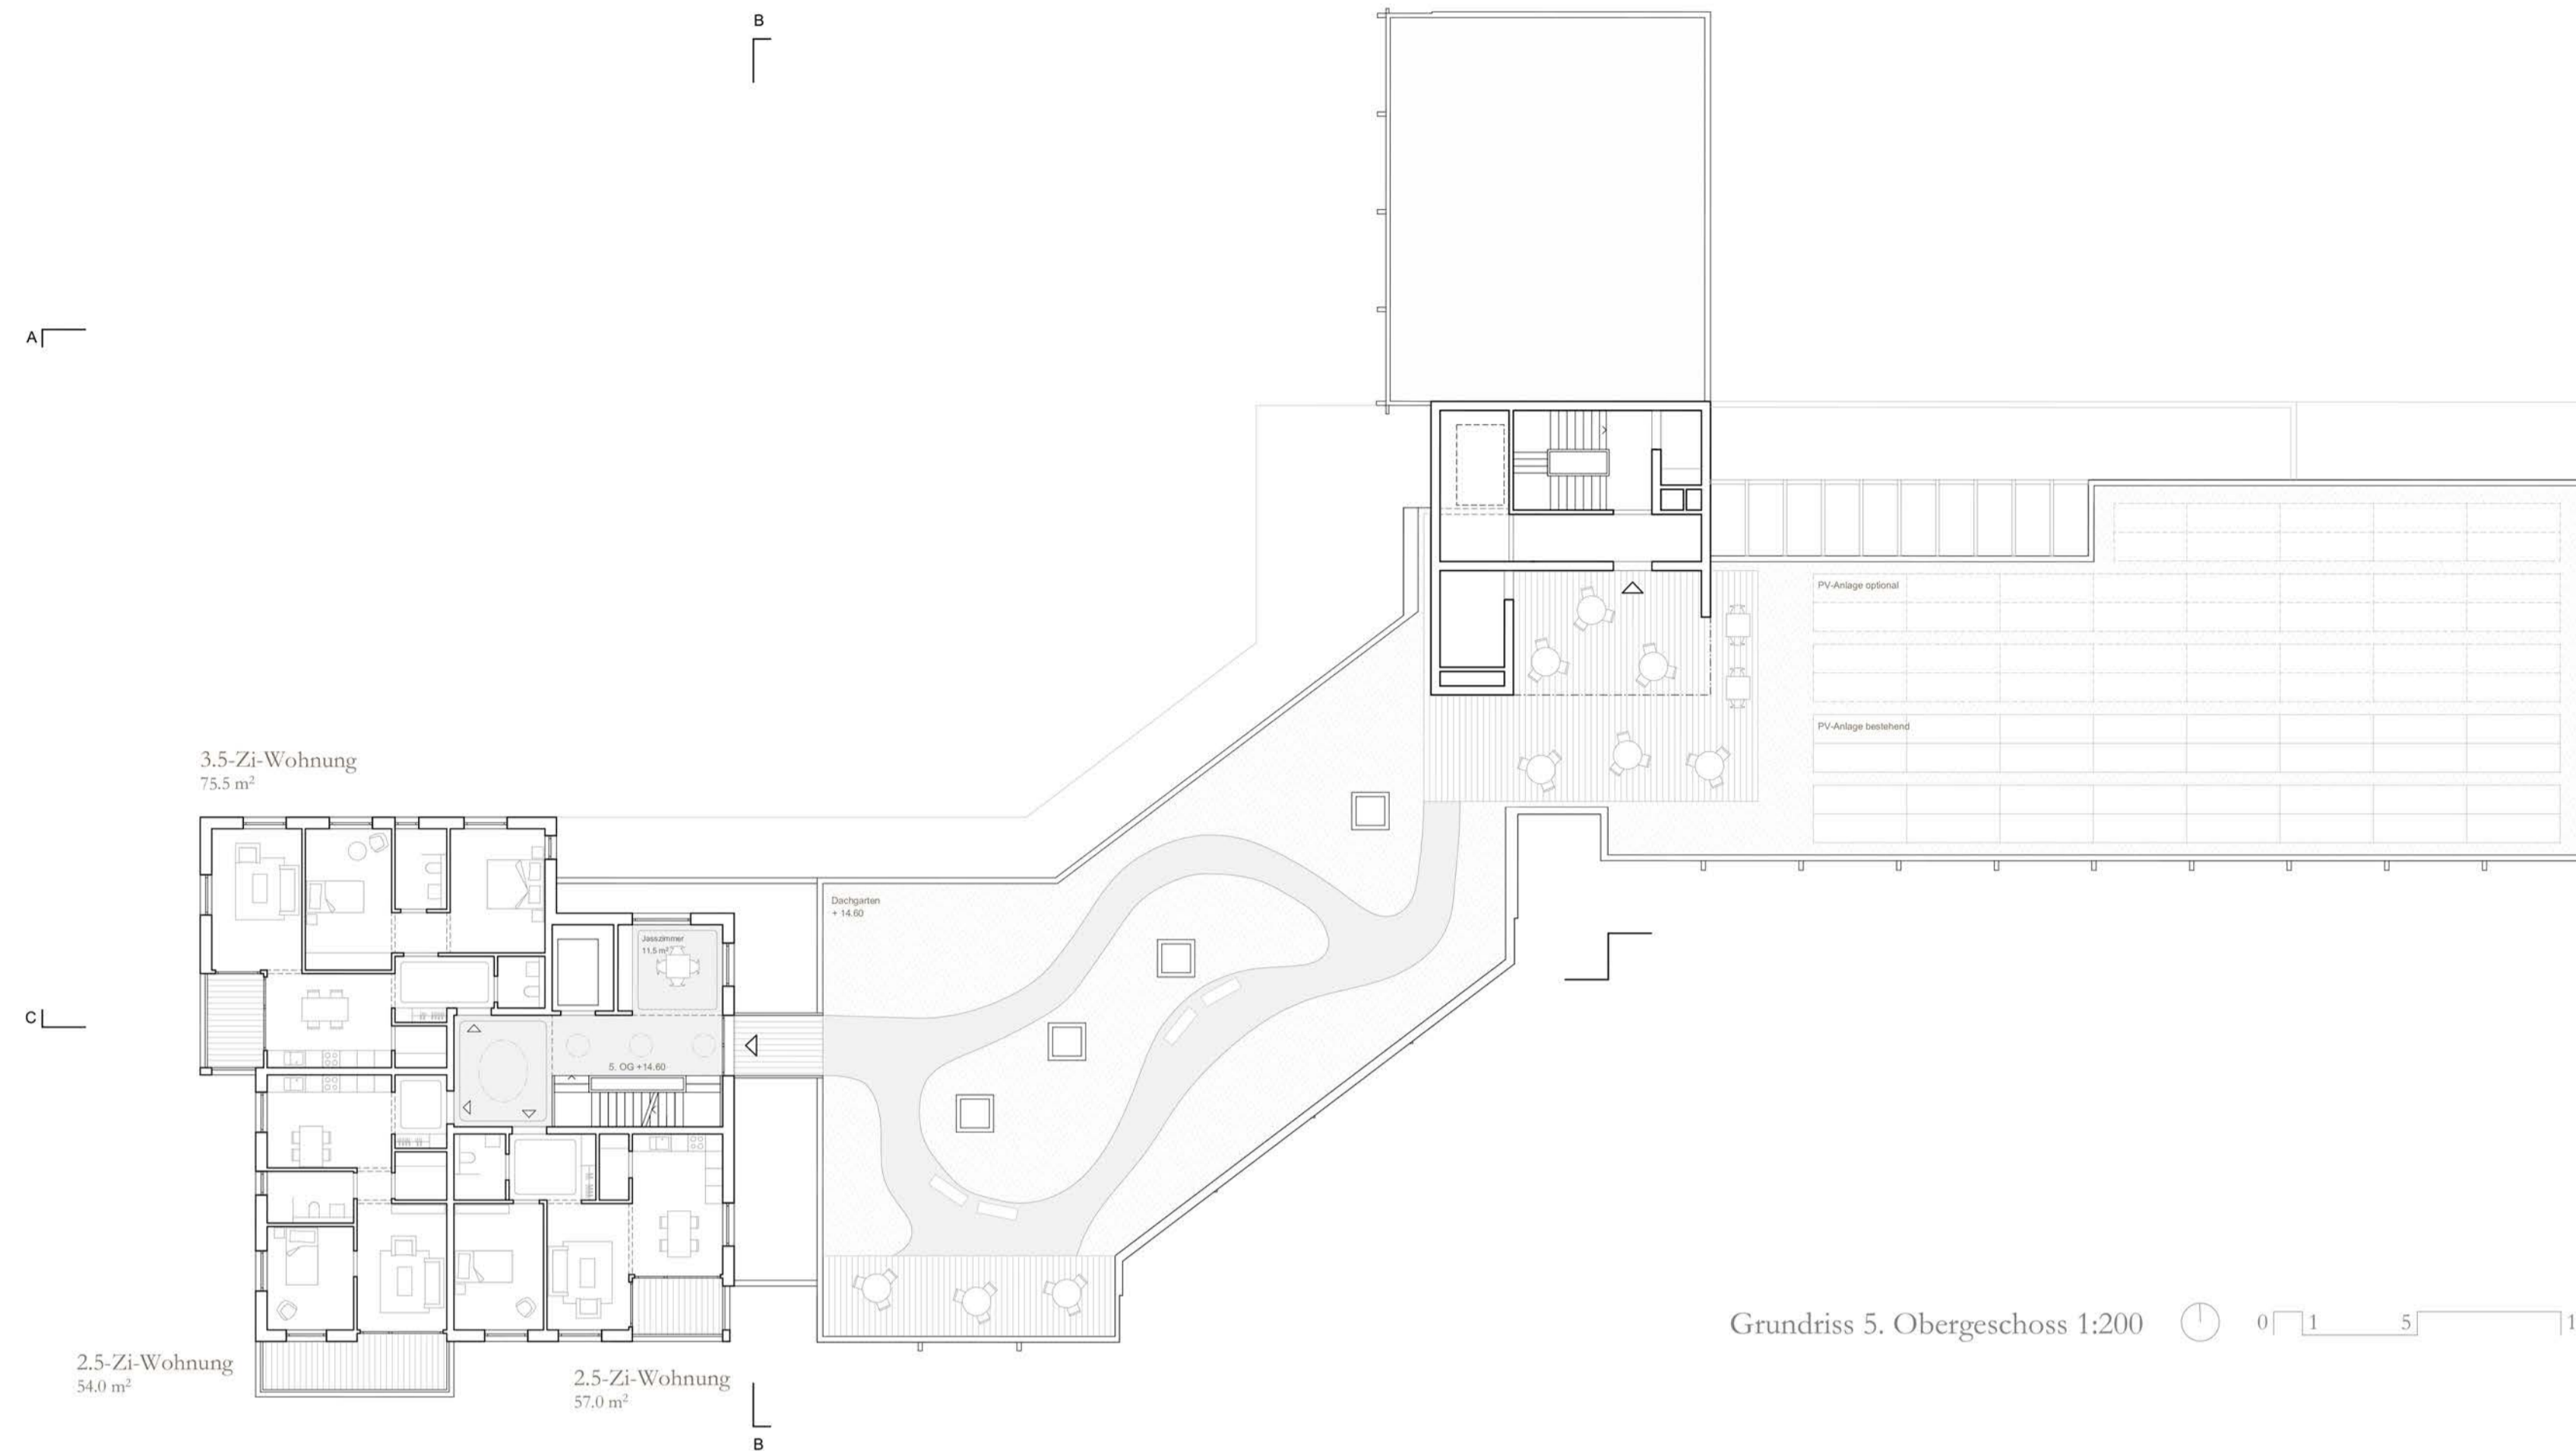 B
A
3.5-Zi-Wohnung
75.5 m²
PV-Anlage optional
PV-Anlage bestehend
Dachgarten
+ 14.60
Jasszimmer
11.5 m²
C
5. OG +14.60
Grundriss 5. Obergeschoss 1:200
0 1 5 1
2.5-Zi-Wohnung
54.0 m²
2.5-Zi-Wohnung
57.0 m²
B